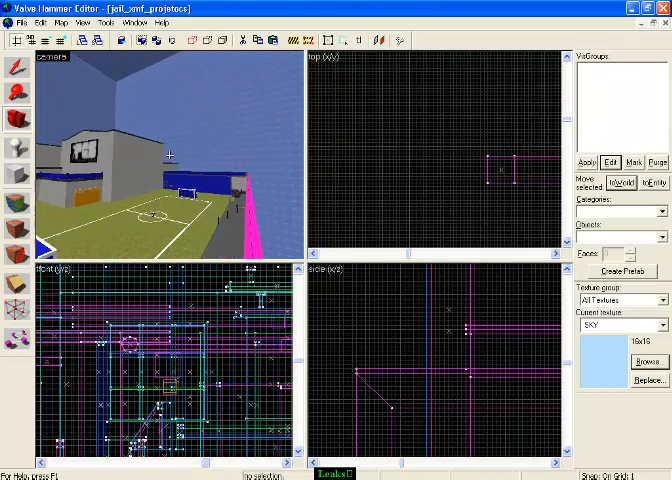 Valve Hammer Editor - [jail_xmf_projetocs]
File Edit Map View Tools Window Help
camera
top (x/y)
VisGroups:
Apply Edit Mark Purge
Move selected: toWorld toEntity
Categories:
Objects:
Faces: 0
Create Prefab
front (y/z)
side (x/z)
Texture group:
All Textures
Current texture:
SKY
16x16
Browse...
Replace...
For Help, press F1
no selection.
Leaks
Snap: On Grid: 1